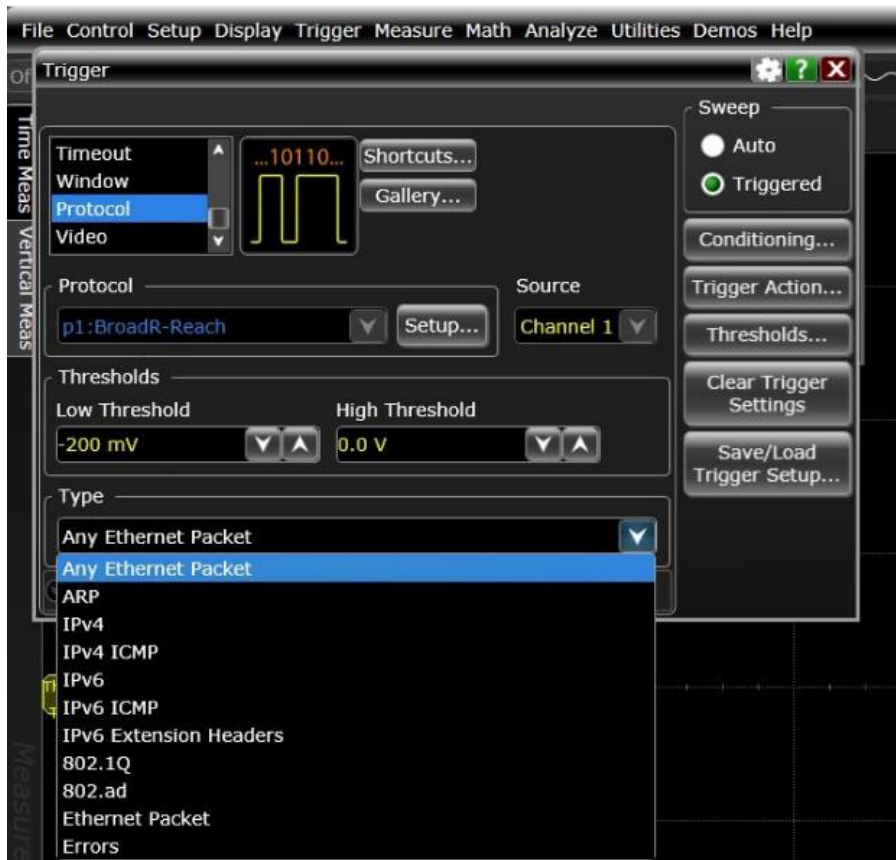 File Control Setup Display Trigger Measure Math Analyze Utilities Demos Help
Trigger
?
X
Time Meas
Vertical Meas
Timeout
Window
Protocol
Video
...10110...
Shortcuts...
Gallery...
Sweep
Auto
Triggered
Conditioning...
Trigger Action...
Thresholds...
Clear Trigger
Settings
Save/Load
Trigger Setup...
Protocol
p1:BroadR-Reach
Setup...
Source
Channel 1
Thresholds
Low Threshold
-200 mV
High Threshold
0.0 V
Type
Any Ethernet Packet
Any Ethernet Packet
ARP
IPv4
IPv4 ICMP
IPv6
IPv6 ICMP
IPv6 Extension Headers
802.1Q
802.ad
Ethernet Packet
Errors